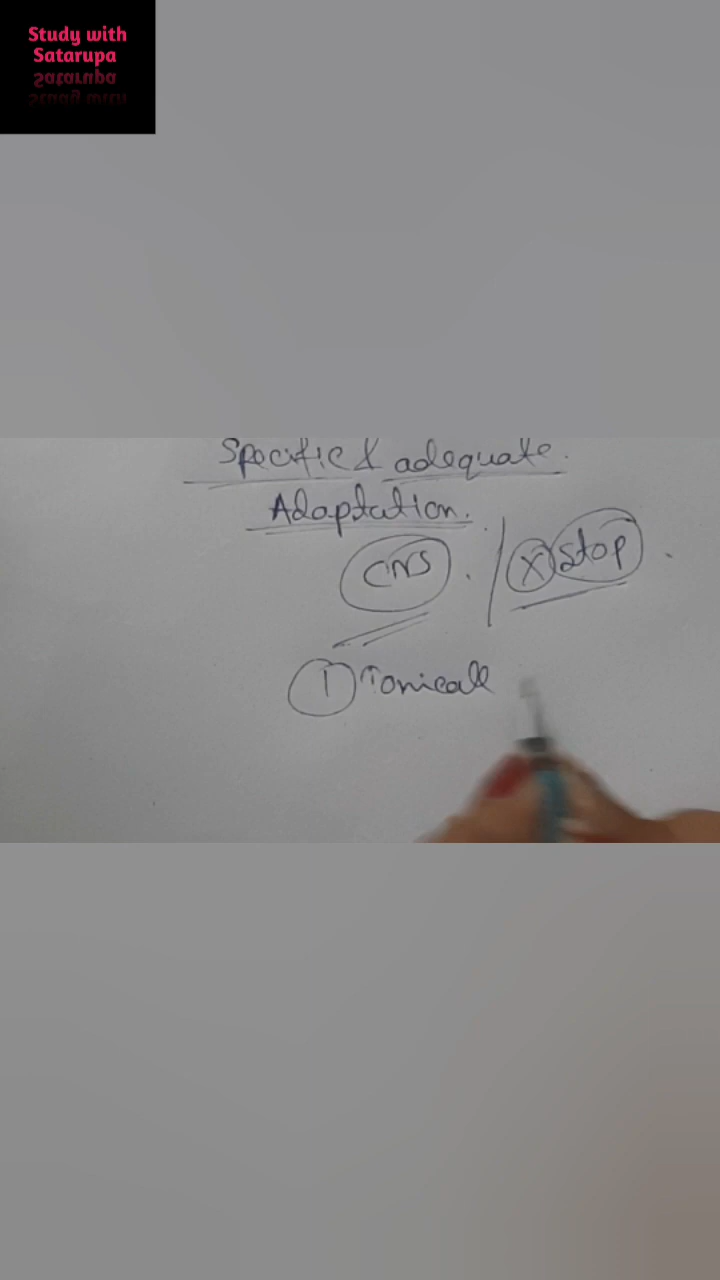 Study with
Satarupa
Specific & adequate.
Adaptation.
CNS . / X Stop .
1 Tonicall